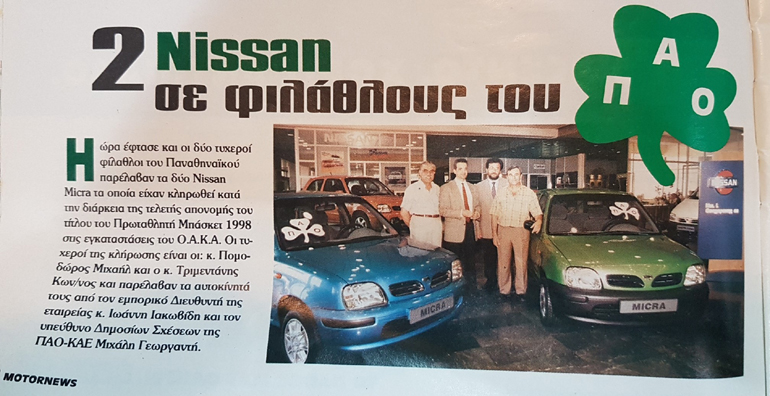 2 Nissan
σε φιλάθλους του
Π Α Ο
Η ώρα έφτασε και οι δύο τυχεροί
φίλαθλοι του Παναθηναϊκού
παρέλαβαν τα δύο Nissan
Micra τα οποία είχαν κληρωθεί κατά
την διάρκεια της τελετής απονομής του
τίτλου του Πρωταθλητή Μπάσκετ 1998
στις εγκαταστάσεις του Ο.Α.Κ.Α. Οι τυ-
χεροί της κλήρωσης είναι οι: κ. Πομο-
δώρος Μιχαήλ και ο κ. Τριμεντάνης
Κων/νος και παρέλαβαν τα αυτοκίνητά
τους από τον εμπορικό Διευθυντή της
εταιρείας κ. Ιωάννη Ιακωβίδη και τον
υπεύθυνο Δημοσίων Σχέσεων της
ΠΑΟ-ΚΑΕ Μιχάλη Γεωργαντή.
NISSAN
NISSAN
Π Α Ο
MICRA
MICRA
MOTORNEWS